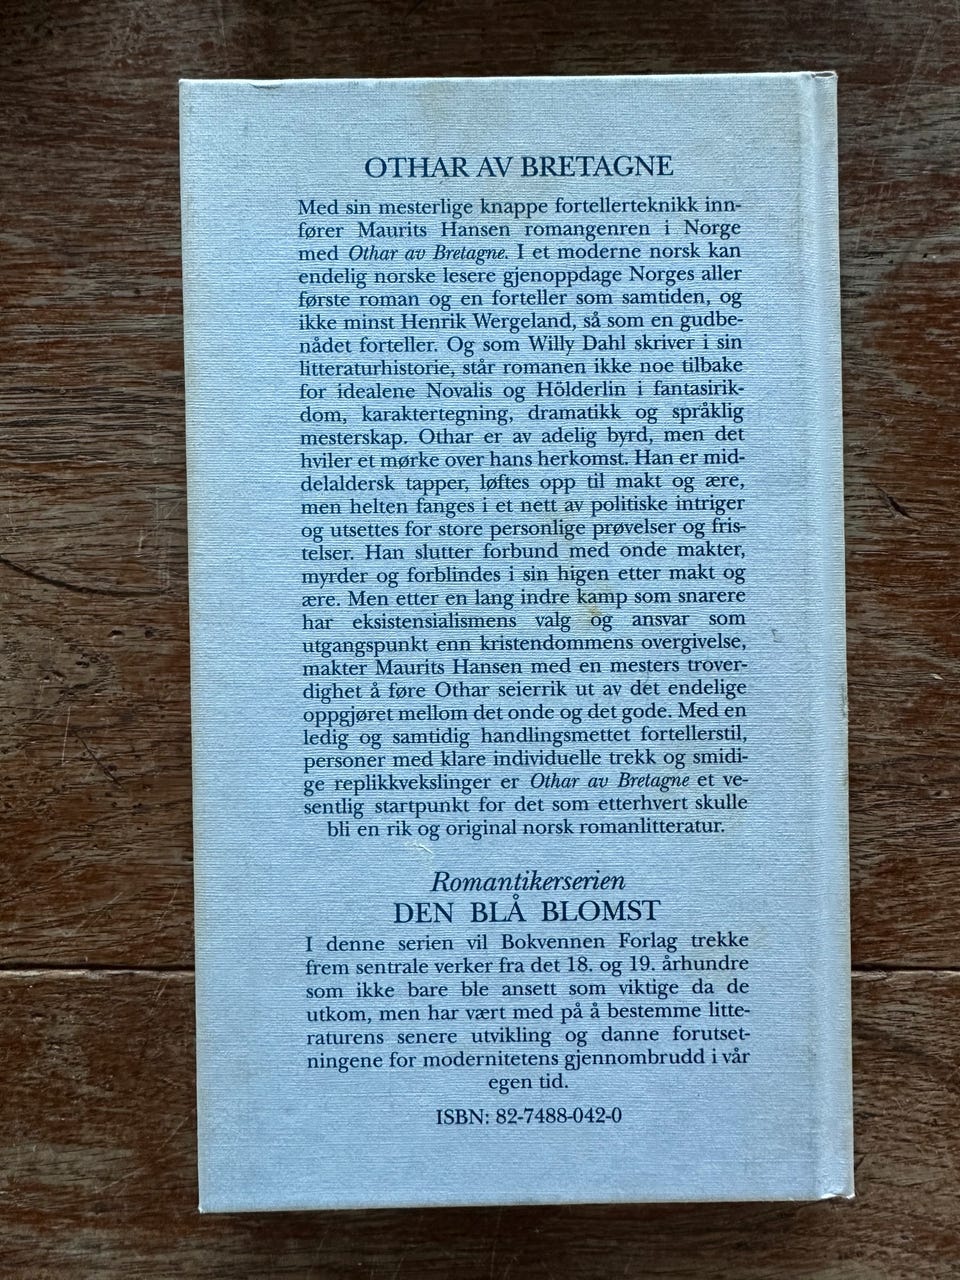 OTHAR AV BRETAGNE
Med sin mesterlige knappe fortellerteknikk inn-
fører Maurits Hansen romangenren i Norge
med Othar av Bretagne. I et moderne norsk kan
endelig norske lesere gjenoppdage Norges aller
første roman og en forteller som samtiden, og
ikke minst Henrik Wergeland, så som en gudbe-
nådet forteller. Og som Willy Dahl skriver i sin
litteraturhistorie, står romanen ikke noe tilbake
for idealene Novalis og Hölderlin i fantasirik-
dom, karaktertegning, dramatikk og språklig
mesterskap. Othar er av adelig byrd, men det
hviler et mørke over hans herkomst. Han er mid-
delaldersk tapper, løftes opp til makt og ære,
men helten fanges i et nett av politiske intriger
og utsettes for store personlige prøvelser og fris-
telser. Han slutter forbund med onde makter,
myrder og forblindes i sin higen etter makt og
ære. Men etter en lang indre kamp som snarere
har eksistensialismens valg og ansvar som
utgangspunkt enn kristendommens overgivelse,
makter Maurits Hansen med en mesters trover-
dighet å føre Othar seierrik ut av det endelige
oppgjøret mellom det onde og det gode. Med en
ledig og samtidig handlingsmettet fortellerstil,
personer med klare individuelle trekk og smidi-
ge replikkvekslinger er Othar av Bretagne et ve-
sentlig startpunkt for det som etterhvert skulle
bli en rik og original norsk romanlitteratur.
Romantikerserien
DEN BLÅ BLOMST
I denne serien vil Bokvennen Forlag trekke
frem sentrale verker fra det 18. og 19. århundre
som ikke bare ble ansett som viktige da de
utkom, men har vært med på å bestemme litte-
raturens senere utvikling og danne forutset-
ningene for modernitetens gjennombrudd i vår
egen tid.
ISBN: 82-7488-042-0